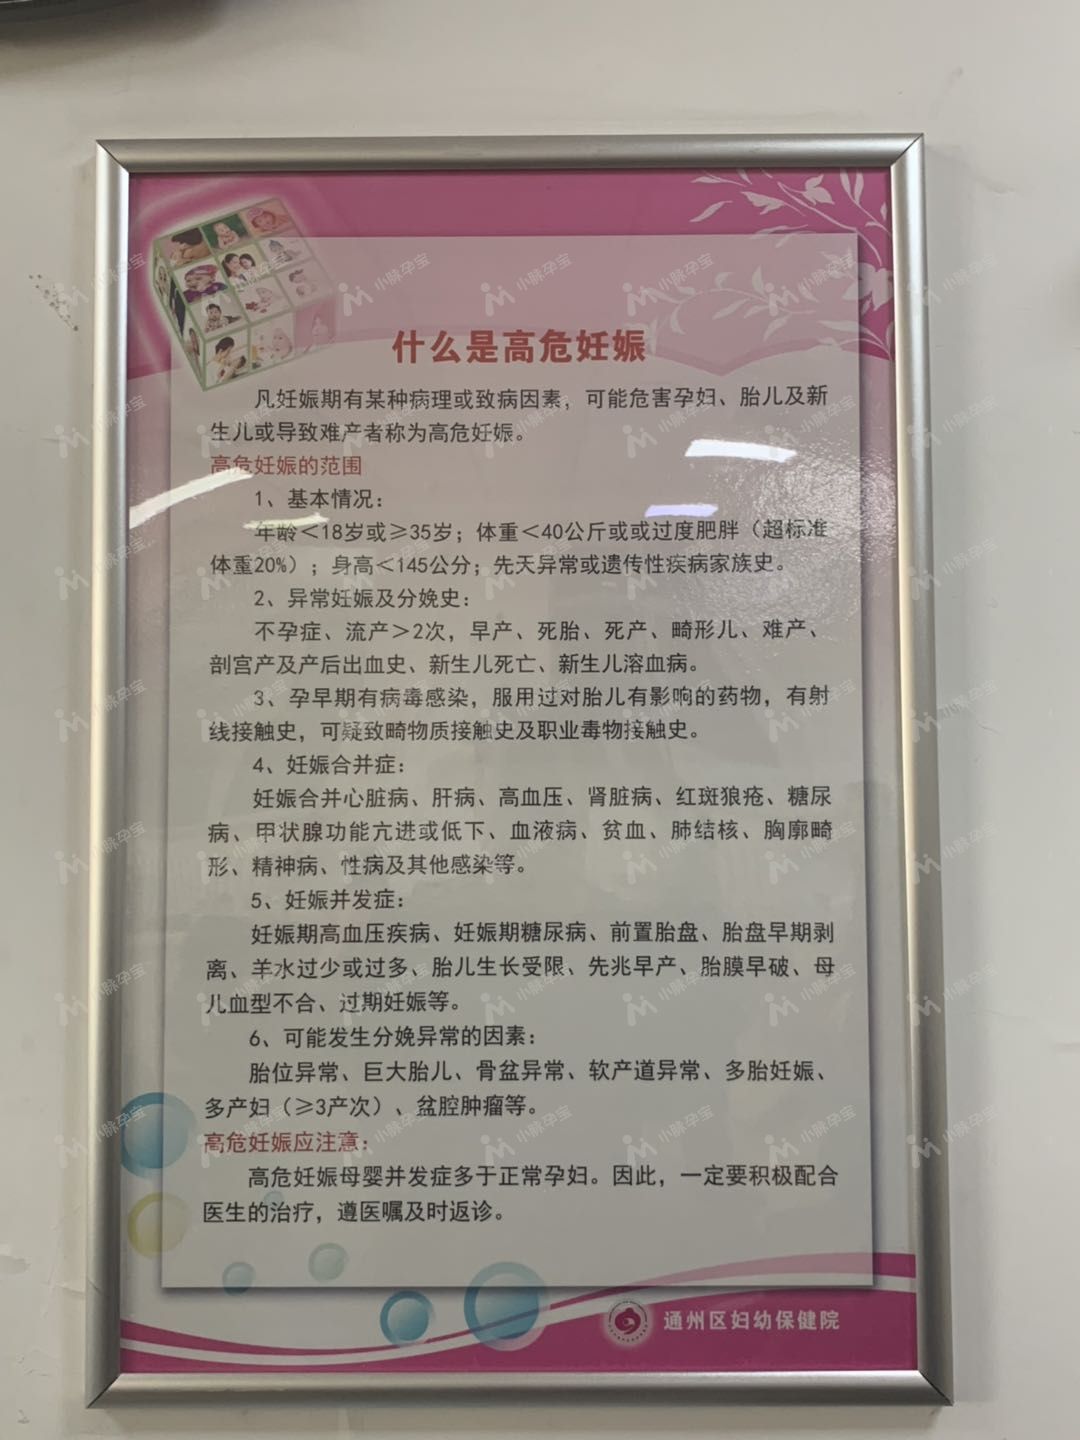 什么是高危妊娠
凡妊娠期有某种病理或致病因素，可能危害孕妇、胎儿及新
生儿或导致难产者称为高危妊娠。
高危妊娠的范围
1、基本情况：
年龄＜18岁或≥35岁；体重＜40公斤或或过度肥胖（超标准
体重20%）；身高＜145公分；先天异常或遗传性疾病家族史。
2、异常妊娠及分娩史：
不孕症、流产＞2次，早产、死胎、死产、畸形儿、难产、
剖宫产及产后出血史、新生儿死亡、新生儿溶血病。
3、孕早期有病毒感染，服用过对胎儿有影响的药物，有射
线接触史，可疑致畸物质接触史及职业毒物接触史。
4、妊娠合并症：
妊娠合并心脏病、肝病、高血压、肾脏病、红斑狼疮、糖尿
病、甲状腺功能亢进或低下、血液病、贫血、肺结核、胸廓畸
形、精神病、性病及其他感染等。
5、妊娠并发症：
妊娠期高血压疾病、妊娠期糖尿病、前置胎盘、胎盘早期剥
离、羊水过少或过多、胎儿生长受限、先兆早产、胎膜早破、母
儿血型不合、过期妊娠等。
6、可能发生分娩异常的因素：
胎位异常、巨大胎儿、骨盆异常、软产道异常、多胎妊娠、
多产妇（≥3产次）、盆腔肿瘤等。
高危妊娠应注意：
高危妊娠母婴并发症多于正常孕妇。因此，一定要积极配合
医生的治疗，遵医嘱及时返诊。
通州区妇幼保健院
小脉孕宝